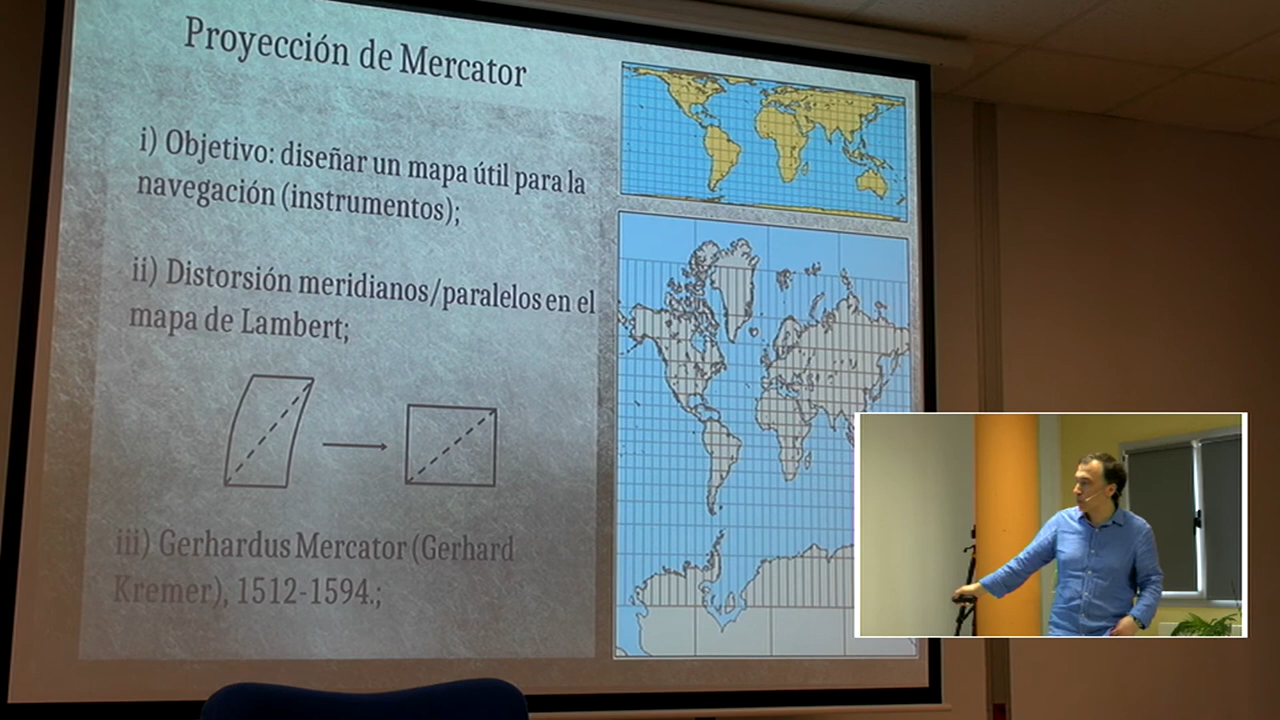 Proyección de Mercator
i) Objetivo: diseñar un mapa útil para la
navegación (instrumentos);
ii) Distorsión meridianos/paralelos en el
mapa de Lambert;
iii) Gerhardus Mercator (Gerhard
Kremer), 1512-1594.;